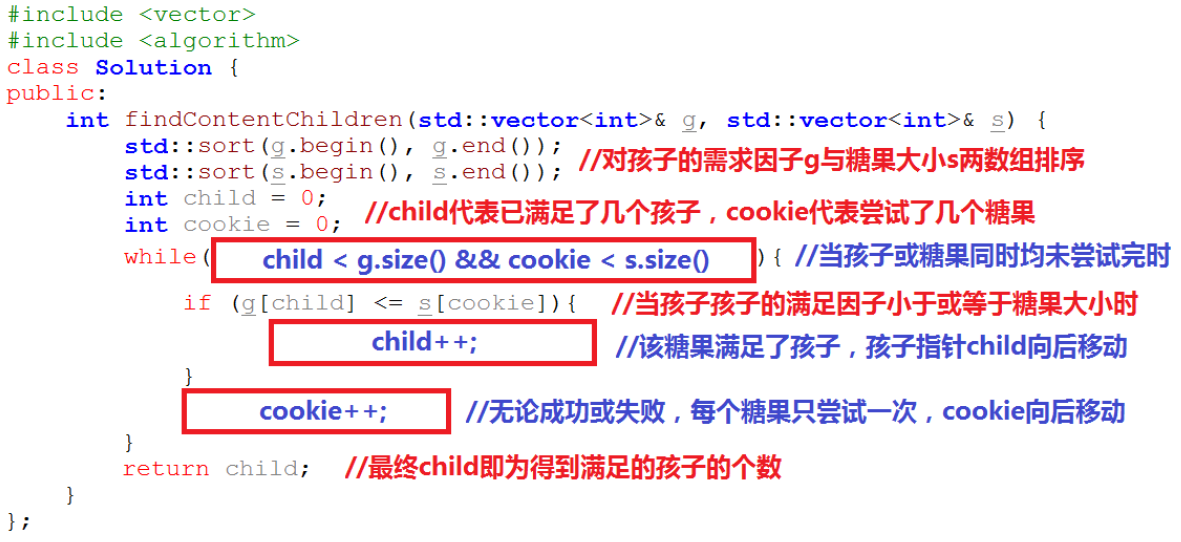 #include <vector>
#include <algorithm>
class Solution {
public:
    int findContentChildren(std::vector<int>& g, std::vector<int>& s) {
        std::sort(g.begin(), g.end());
        std::sort(s.begin(), s.end()); //对孩子的需求因子g与糖果大小s两数组排序
        int child = 0;
        int cookie = 0; //child代表已满足了几个孩子，cookie代表尝试了几个糖果
        while( child < g.size() && cookie < s.size() ){ //当孩子或糖果同时均未尝试完时
            if (g[child] <= s[cookie]){ //当孩子孩子的满足因子小于或等于糖果大小时
                child++; //该糖果满足了孩子，孩子指针child向后移动
            }
            cookie++; //无论成功或失败，每个糖果只尝试一次，cookie向后移动
        }
        return child; //最终child即为得到满足的孩子的个数
    }
};